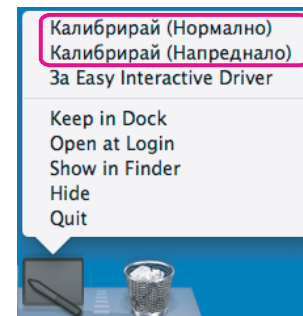 Калибрирай (Нормално)
Калибрирай (Напреднало)
За Easy Interactive Driver
Keep in Dock
Open at Login
Show in Finder
Hide
Quit